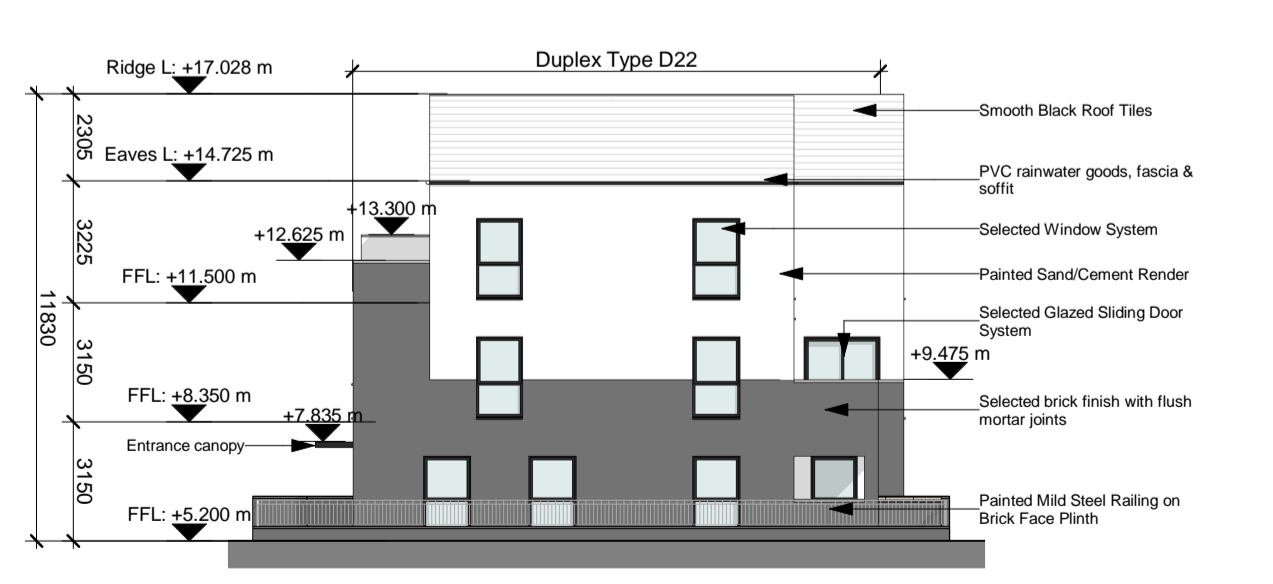 Duplex Type D22
Ridge L: +17.028 m
Smooth Black Roof Tiles
2305
Eaves L: +14.725 m
PVC rainwater goods, fascia &
soffit
+13.300 m
+12.625 m
Selected Window System
3225
FFL: +11.500 m
Painted Sand/Cement Render
11830
Selected Glazed Sliding Door
System
+9.475 m
3150
FFL: +8.350 m
Selected brick finish with flush
mortar joints
+7.835 m
Entrance canopy
3150
FFL: +5.200 m
Painted Mild Steel Railing on
Brick Face Plinth